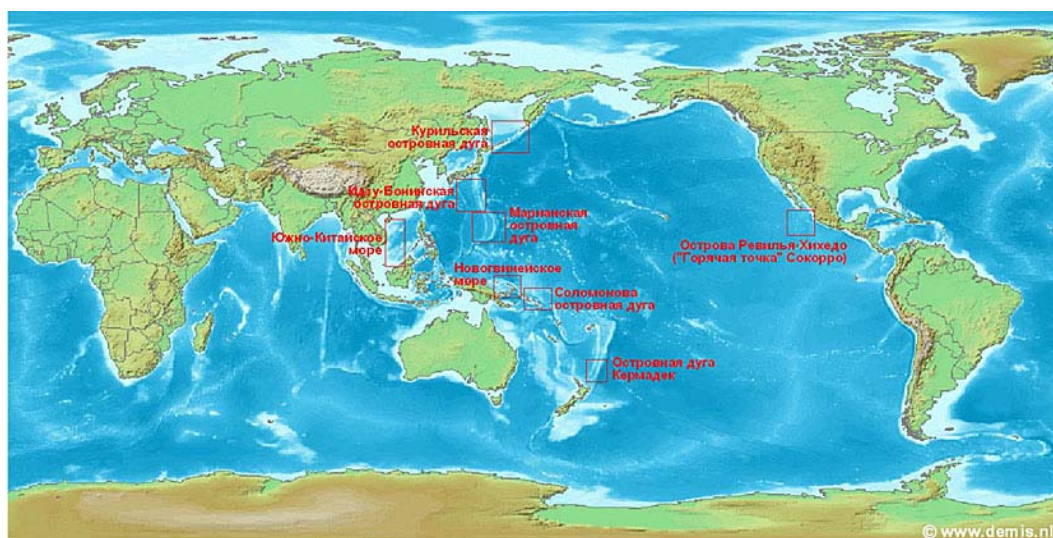 Курильская
островная дуга
Идзу-Бонинская
островная дуга
Марианская
островная
дуга
Южно-Китайское
море
Острова Ревилья-Хихедо
("Горячая точка" Сокорро)
Новогвинейское
море
Соломонова
островная дуга
Островная дуга
Кермадек
© www.demis.nl